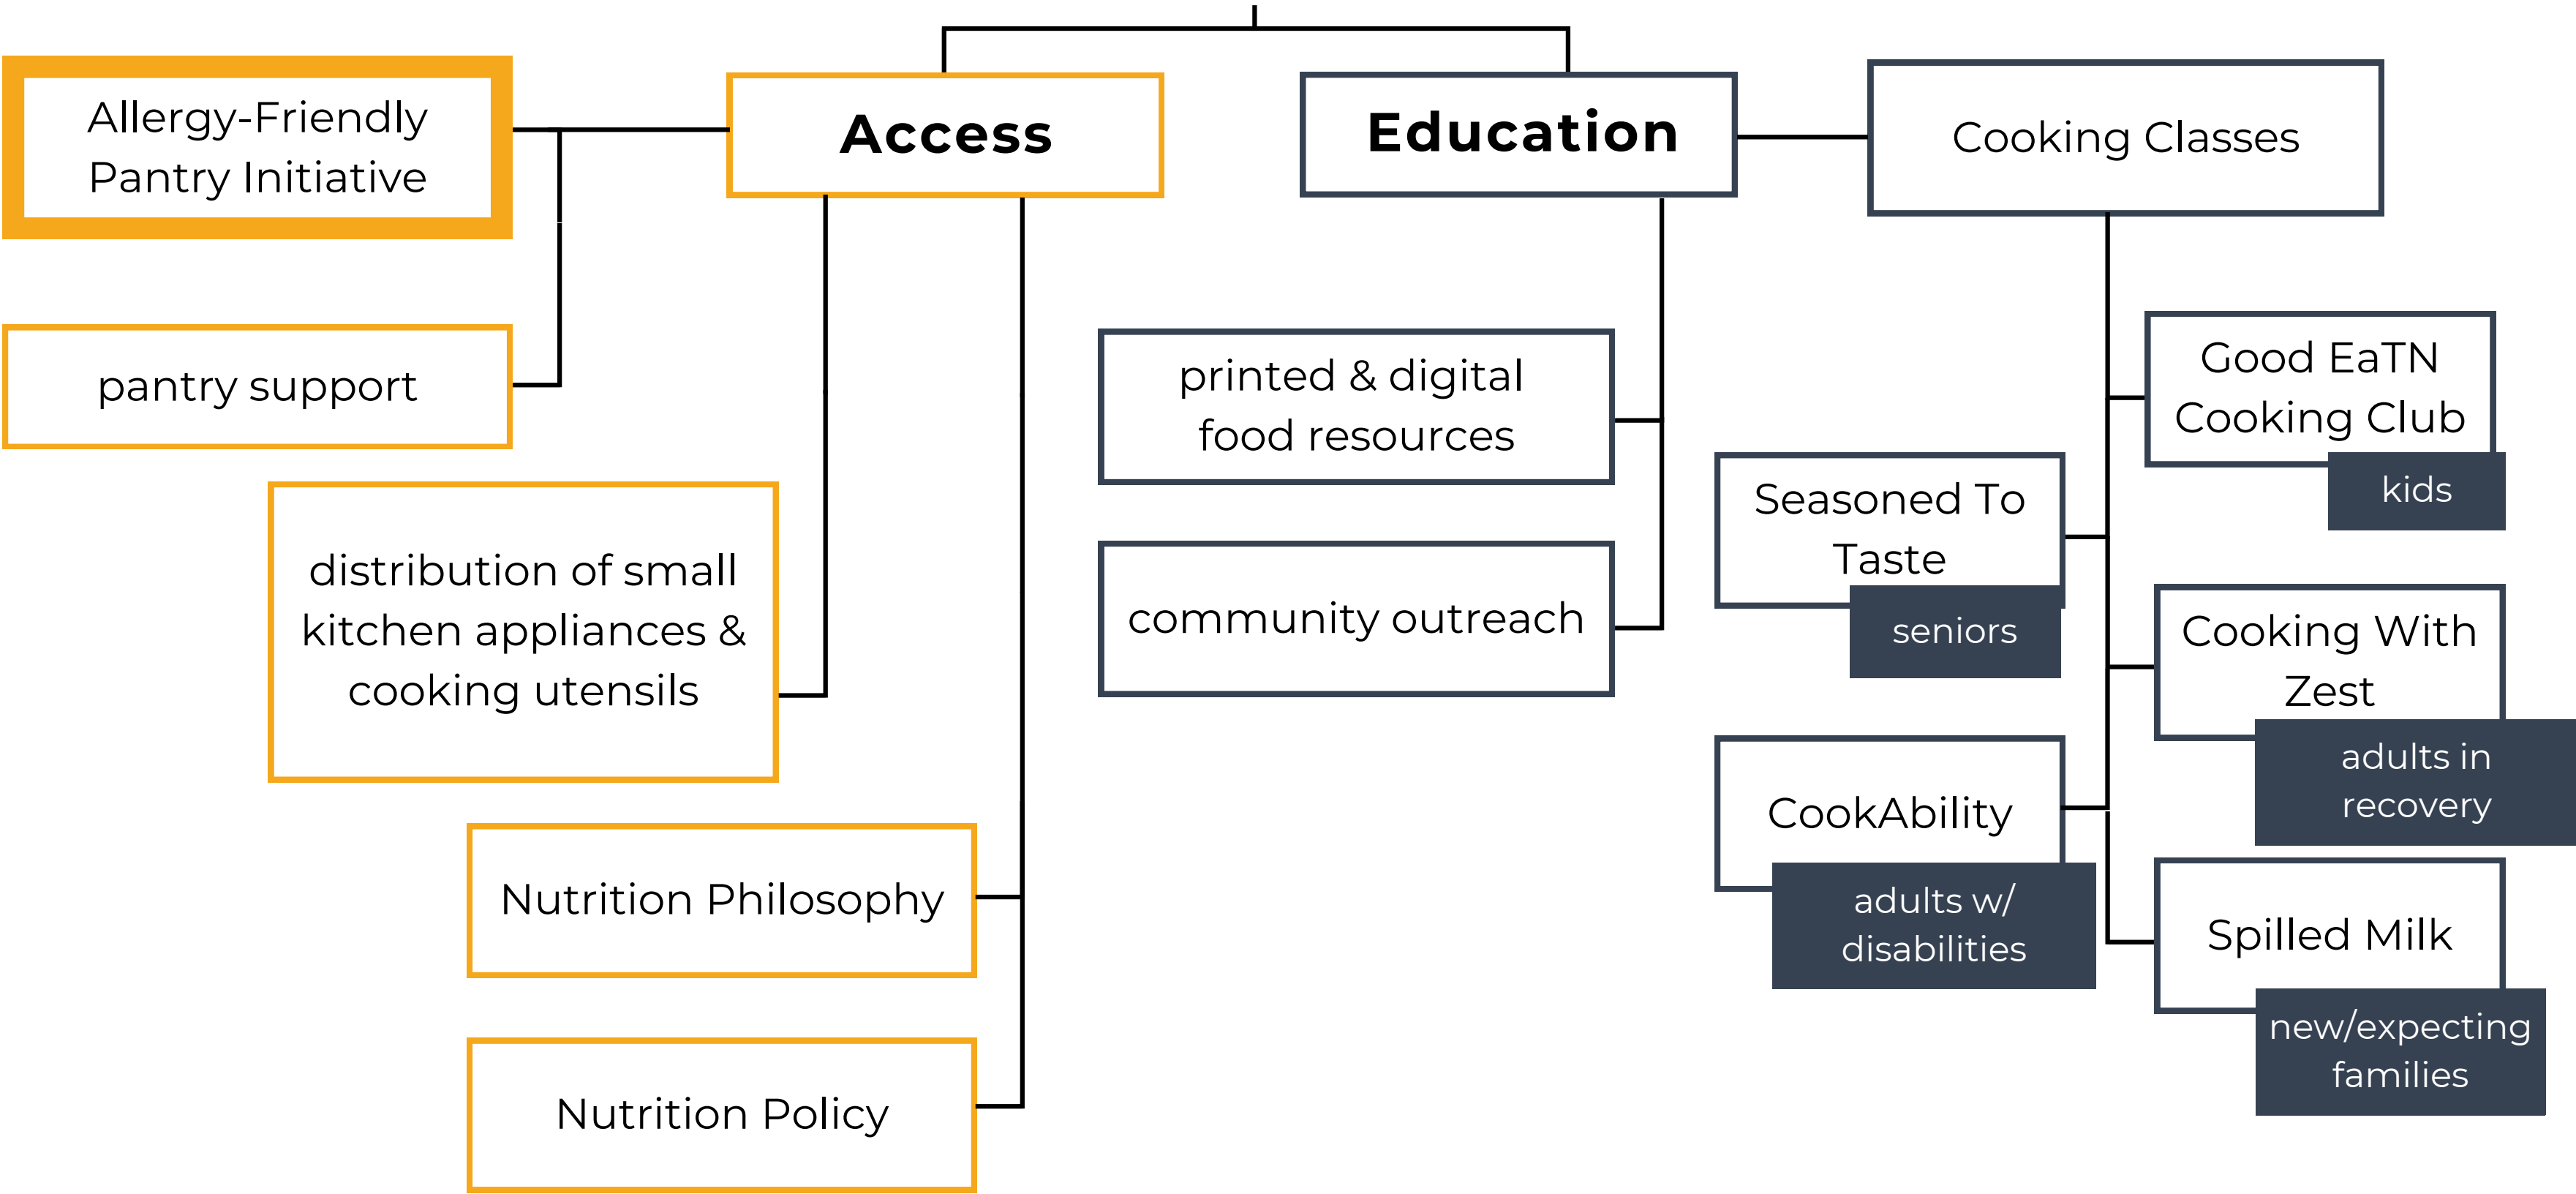 Allergy-Friendly
Pantry Initiative
Access
Education
Cooking Classes
pantry support
distribution of small
kitchen appliances &
cooking utensils
Nutrition Philosophy
Nutrition Policy
printed & digital
food resources
community outreach
Good EaTN
Cooking Club
kids
Seasoned To
Taste
seniors
Cooking With
Zest
adults in
recovery
CookAbility
adults w/
disabilities
Spilled Milk
new/expecting
families